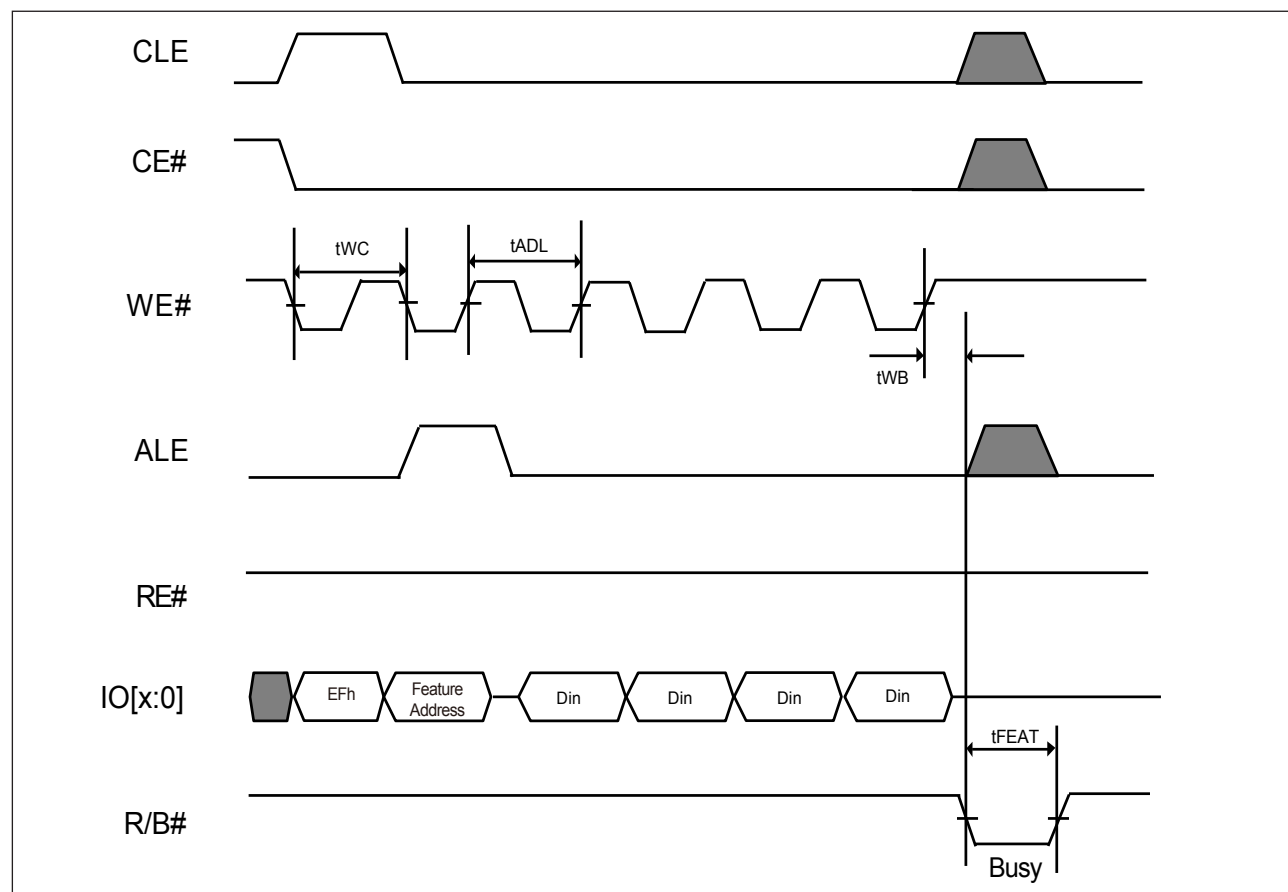 CLE
CE#
tWC
tADL
WE#
tWB
ALE
RE#
IO[x:0]
EFh
Feature
Address
Din
Din
Din
Din
tFEAT
R/B#
Busy